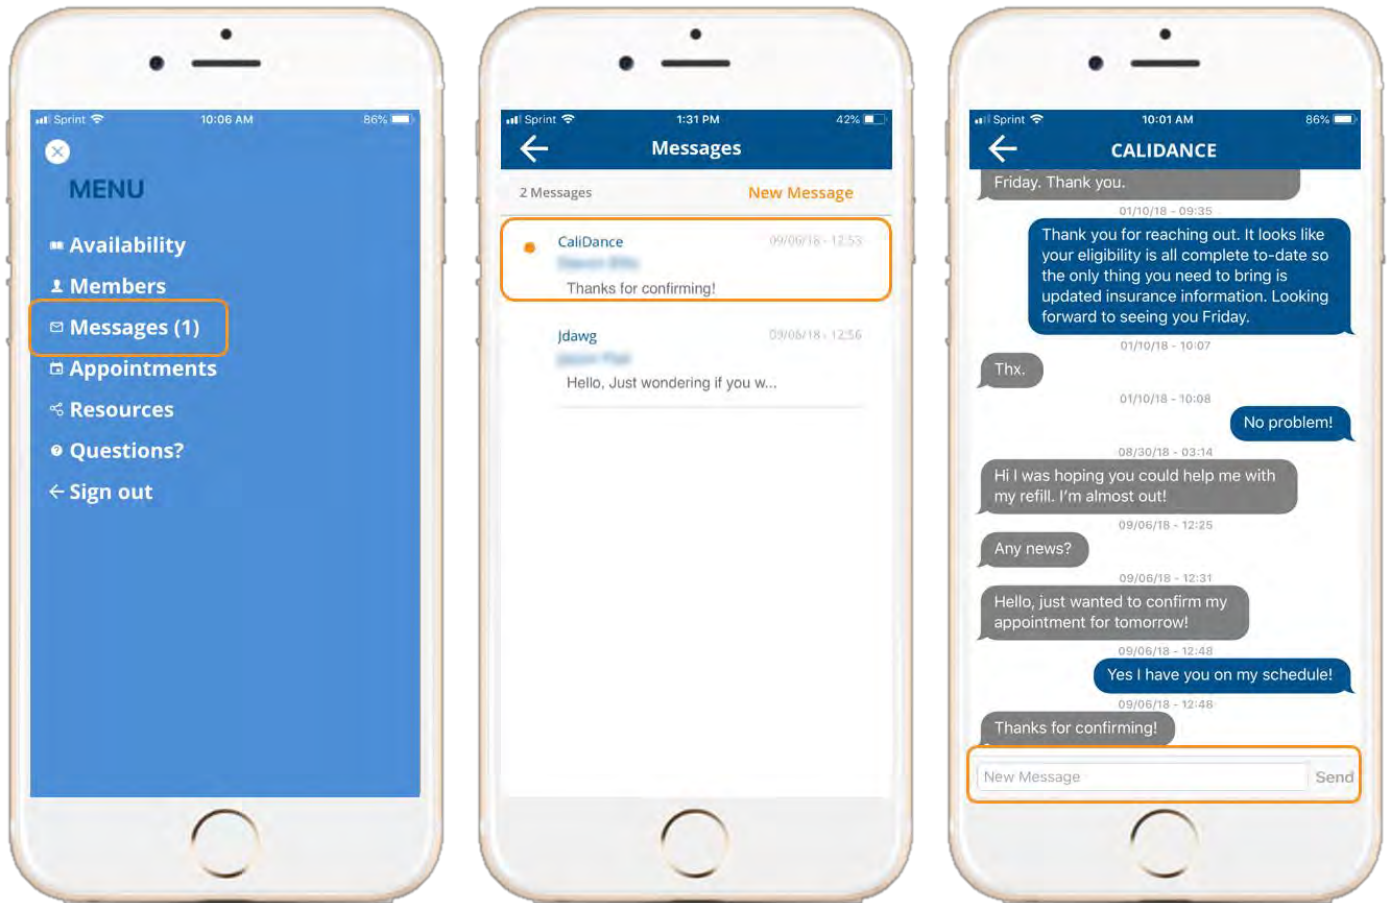 Sprint 10:06 AM 86%
MENU
Availability
Members
Messages (1)
Appointments
Resources
Questions?
Sign out
Sprint 1:31 PM 42%
Messages
2 Messages New Message
CaliDance 09/06/18 - 12:53
Thanks for confirming!
Jdawg 09/06/18 - 12:56
Hello, Just wondering if you w...
Sprint 10:01 AM 86%
CALIDANCE
Friday. Thank you.
01/10/18 - 09:35
Thank you for reaching out. It looks like
your eligibility is all complete to-date so
the only thing you need to bring is
updated insurance information. Looking
forward to seeing you Friday.
01/10/18 - 10:07
Thx.
01/10/18 - 10:08
No problem!
08/30/18 - 03:14
Hi I was hoping you could help me with
my refill. I'm almost out!
09/06/18 - 12:25
Any news?
09/06/18 - 12:31
Hello, just wanted to confirm my
appointment for tomorrow!
09/06/18 - 12:48
Yes I have you on my schedule!
09/06/18 - 12:48
Thanks for confirming!
New Message Send